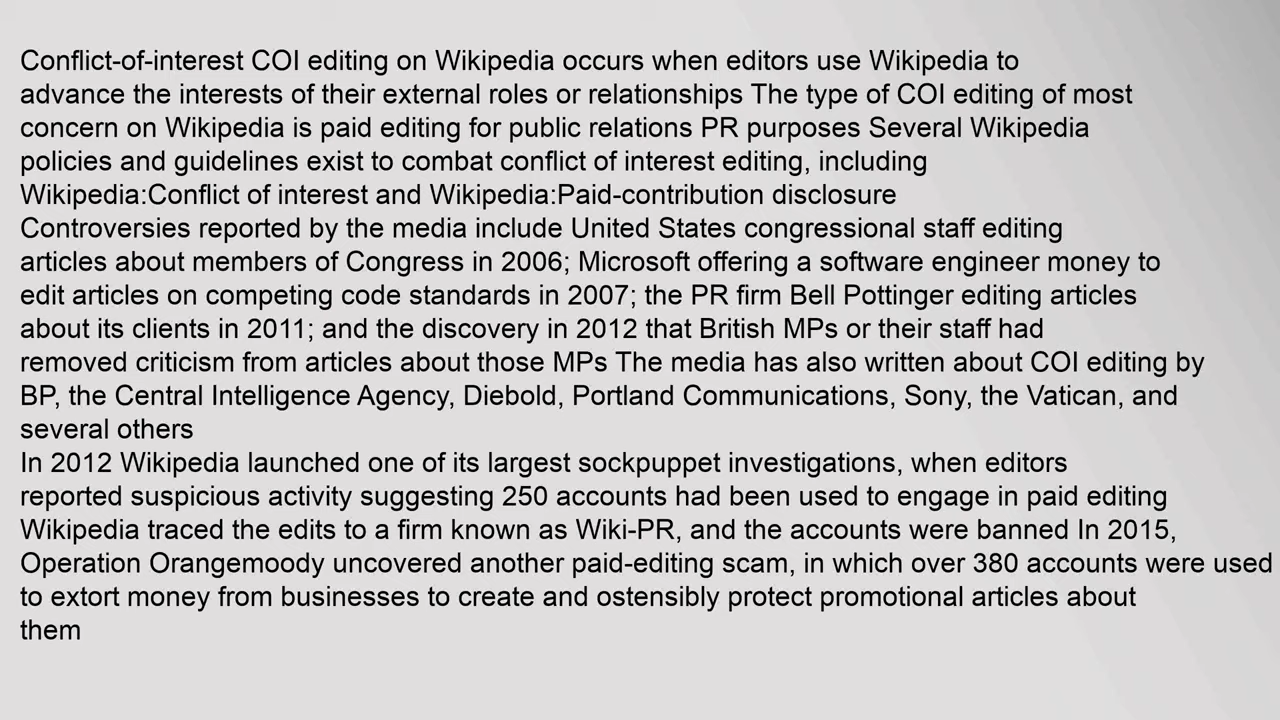 Conflict-of-interest COI editing on Wikipedia occurs when editors use Wikipedia to
advance the interests of their external roles or relationships The type of COI editing of most
concern on Wikipedia is paid editing for public relations PR purposes Several Wikipedia
policies and guidelines exist to combat conflict of interest editing, including
Wikipedia:Conflict of interest and Wikipedia:Paid-contribution disclosure
Controversies reported by the media include United States congressional staff editing
articles about members of Congress in 2006; Microsoft offering a software engineer money to
edit articles on competing code standards in 2007; the PR firm Bell Pottinger editing articles
about its clients in 2011; and the discovery in 2012 that British MPs or their staff had
removed criticism from articles about those MPs The media has also written about COI editing by
BP, the Central Intelligence Agency, Diebold, Portland Communications, Sony, the Vatican, and
several others
In 2012 Wikipedia launched one of its largest sockpuppet investigations, when editors
reported suspicious activity suggesting 250 accounts had been used to engage in paid editing
Wikipedia traced the edits to a firm known as Wiki-PR, and the accounts were banned In 2015,
Operation Orangemoody uncovered another paid-editing scam, in which over 380 accounts were used
to extort money from businesses to create and ostensibly protect promotional articles about
them